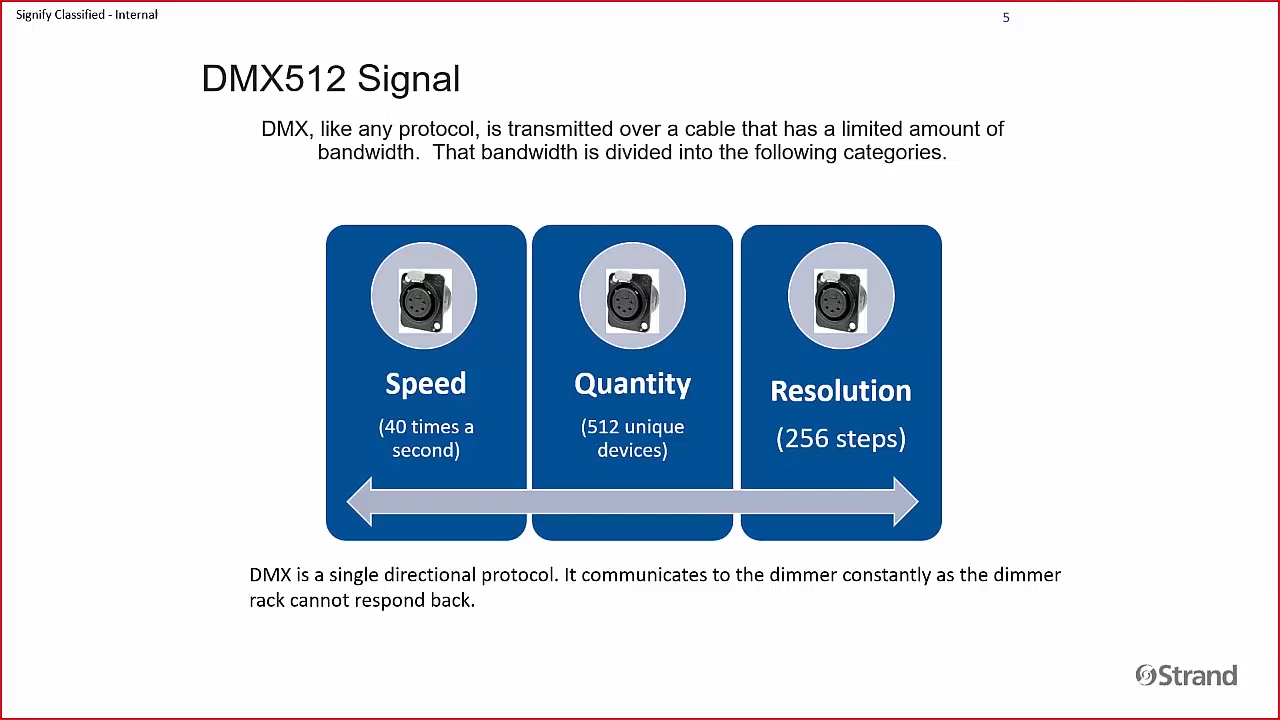 Signify Classified - Internal
5
DMX512 Signal
DMX, like any protocol, is transmitted over a cable that has a limited amount of
bandwidth.  That bandwidth is divided into the following categories.
Speed
(40 times a
second)
Quantity
(512 unique
devices)
Resolution
(256 steps)
DMX is a single directional protocol. It communicates to the dimmer constantly as the dimmer
rack cannot respond back.
Strand